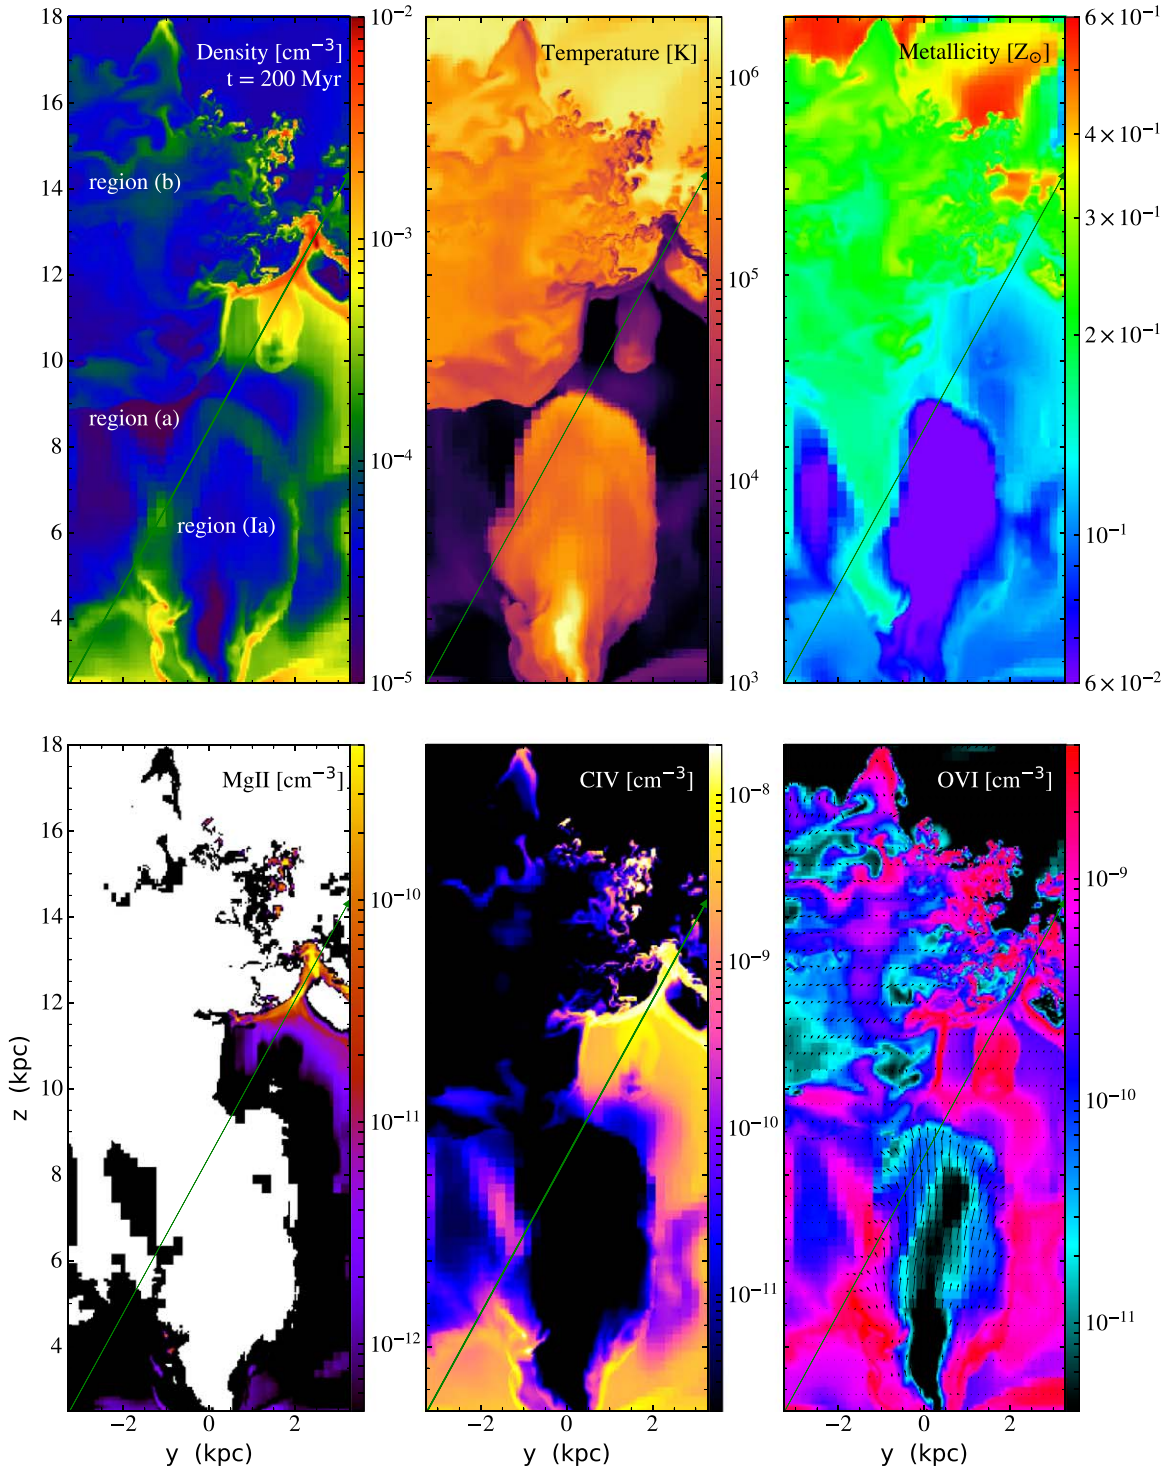 18
16
14
12
10
8
6
4
Density [cm⁻³]
t = 200 Myr
region (b)
region (a)
region (Ia)
10⁻²
10⁻³
10⁻⁴
10⁻⁵
Temperature [K]
10⁶
10⁵
10⁴
10³
Metallicity [Z⊙]
6×10⁻¹
4×10⁻¹
3×10⁻¹
2×10⁻¹
10⁻¹
6×10⁻²
18
16
14
12
10
8
6
4
z (kpc)
MgII [cm⁻³]
10⁻¹⁰
10⁻¹¹
10⁻¹²
−2 0 2
y (kpc)
CIV [cm⁻³]
10⁻⁸
10⁻⁹
10⁻¹⁰
10⁻¹¹
−2 0 2
y (kpc)
OVI [cm⁻³]
10⁻⁹
10⁻¹⁰
10⁻¹¹
−2 0 2
y (kpc)